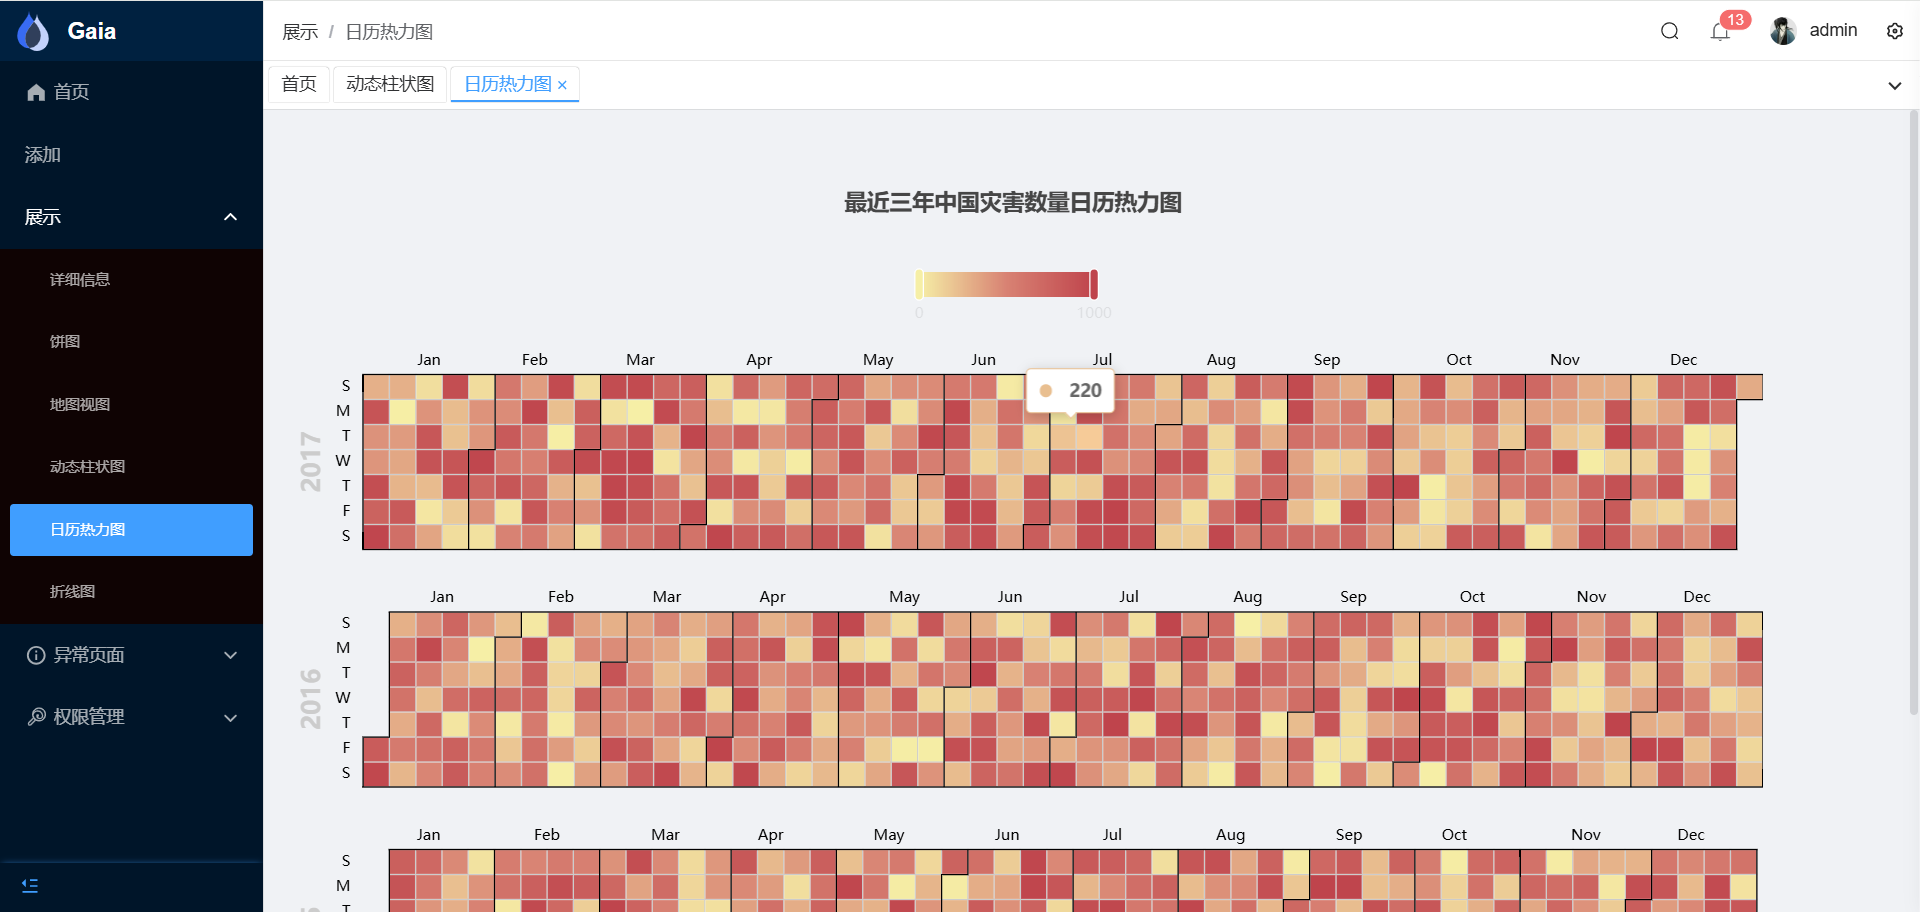 Gaia
展示 / 日历热力图
13
admin
首页
动态柱状图
日历热力图 ×
首页
添加
展示
详细信息
饼图
地图视图
动态柱状图
日历热力图
折线图
异常页面
权限管理
最近三年中国灾害数量日历热力图
0 1000
Jan Feb Mar Apr May Jun Jul Aug Sep Oct Nov Dec
220
2017
S
M
T
W
T
F
S
Jan Feb Mar Apr May Jun Jul Aug Sep Oct Nov Dec
2016
S
M
T
W
T
F
S
Jan Feb Mar Apr May Jun Jul Aug Sep Oct Nov Dec
S
M
T